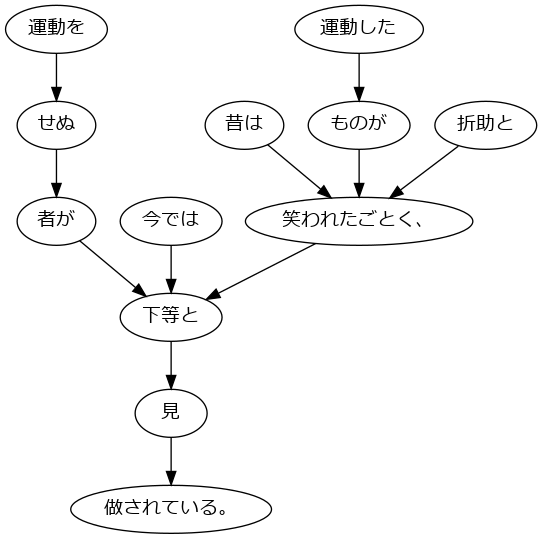 運動を
運動した
せぬ
昔は
ものが
折助と
者が
今では
笑われたごとく、
下等と
見
做されている。